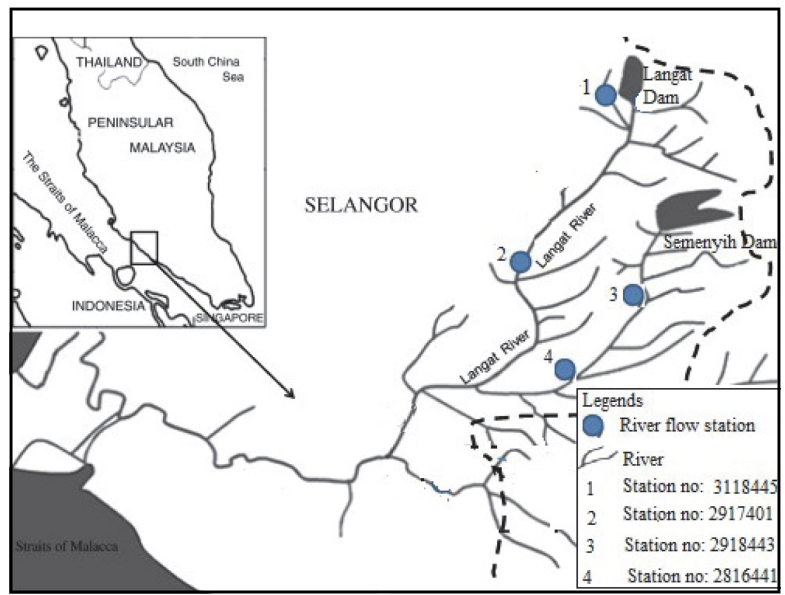 THAILAND
South China
Sea
PENINSULAR
MALAYSIA
The Straits of Malacca
INDONESIA
SINGAPORE
SELANGOR
1
Langat
Dam
Langat River
Semenyih Dam
2
3
Langat River
4
Straits of Malacca
Legends
River flow station
River
1 Station no: 3118445
2 Station no: 2917401
3 Station no: 2918443
4 Station no: 2816441